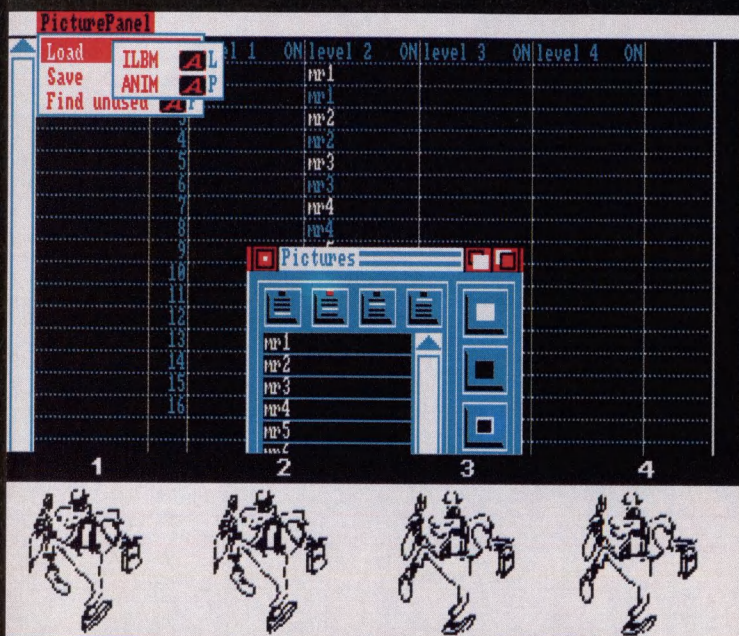 PicturePanel
Load
ILBM A L
ANIM A P
Save
Find unused A F
el 1 ON level 2 ON level 3 ON level 4 ON
mr1
mr1
3 mr2
4 mr2
5 mr3
6 mr3
7 mr4
8 mr4
9
10
11
12
13
14
15
16
Pictures
mr1
mr2
mr3
mr4
mr5
1 2 3 4